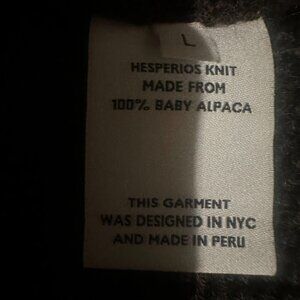 L
HESPERIOS KNIT
MADE FROM
100% BABY ALPACA
THIS GARMENT
WAS DESIGNED IN NYC
AND MADE IN PERU